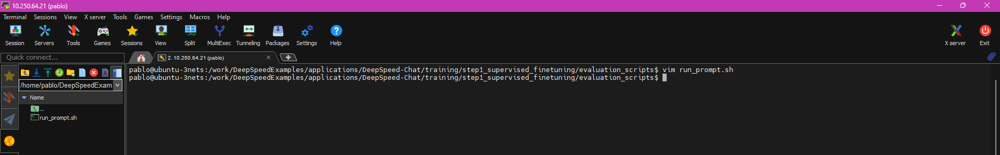 10.250.64.21 (pablo)
Terminal Sessions View X server Tools Games Settings Macros Help
Session Servers Tools Games Sessions View Split MultiExec Tunneling Packages Settings Help X server Exit
Quick connect...
2. 10.250.64.21 (pablo)
/home/pablo/DeepSpeedExam
Name
..
run_prompt.sh
pablo@ubuntu-3nets:/work/DeepSpeedExamples/applications/DeepSpeed-Chat/training/step1_supervised_finetuning/evaluation_scripts$ vim run_prompt.sh
pablo@ubuntu-3nets:/work/DeepSpeedExamples/applications/DeepSpeed-Chat/training/step1_supervised_finetuning/evaluation_scripts$